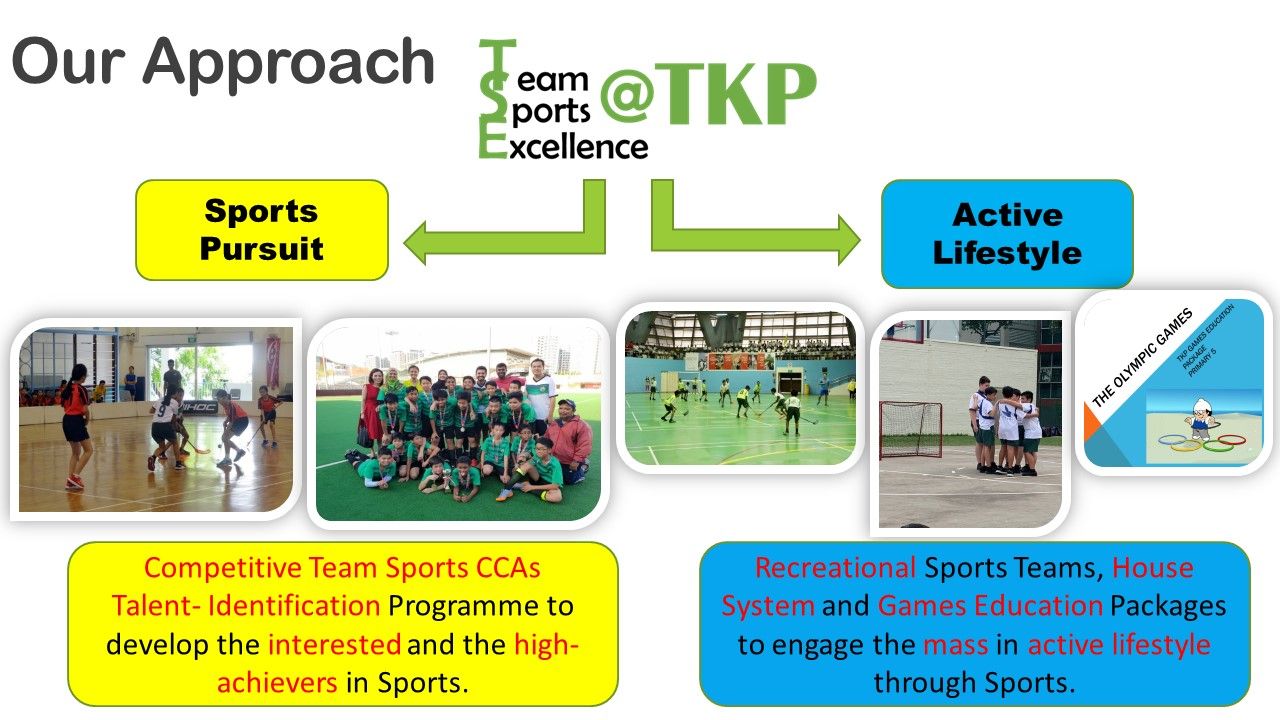 Our Approach
Team
Sports
Excellence
@TKP
Sports
Pursuit
Active
Lifestyle
9
THE OLYMPIC GAMES
TKP GAMES EDUCATION
PACKAGE
PRIMARY 5
Competitive Team Sports CCAs
Talent- Identification Programme to
develop the interested and the high-
achievers in Sports.
Recreational Sports Teams, House
System and Games Education Packages
to engage the mass in active lifestyle
through Sports.